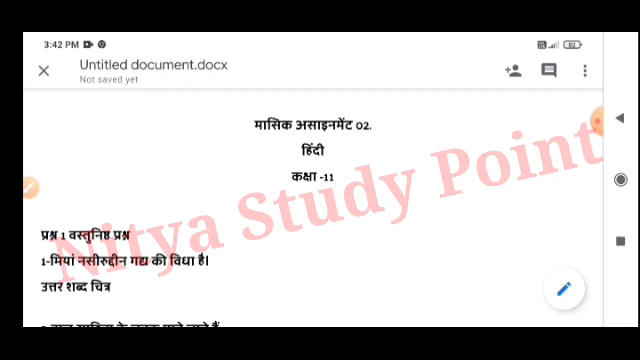 3:42 PM
82
Untitled document.docx
Not saved yet
मासिक असाइनमेंट 02.
हिंदी
कक्षा -11
Nitya Study Point
प्रश्न 1 वस्तुनिष्ठ प्रश्न
1-मियां नसीरुद्दीन गद्य की विधा है।
उत्तर शब्द चित्र